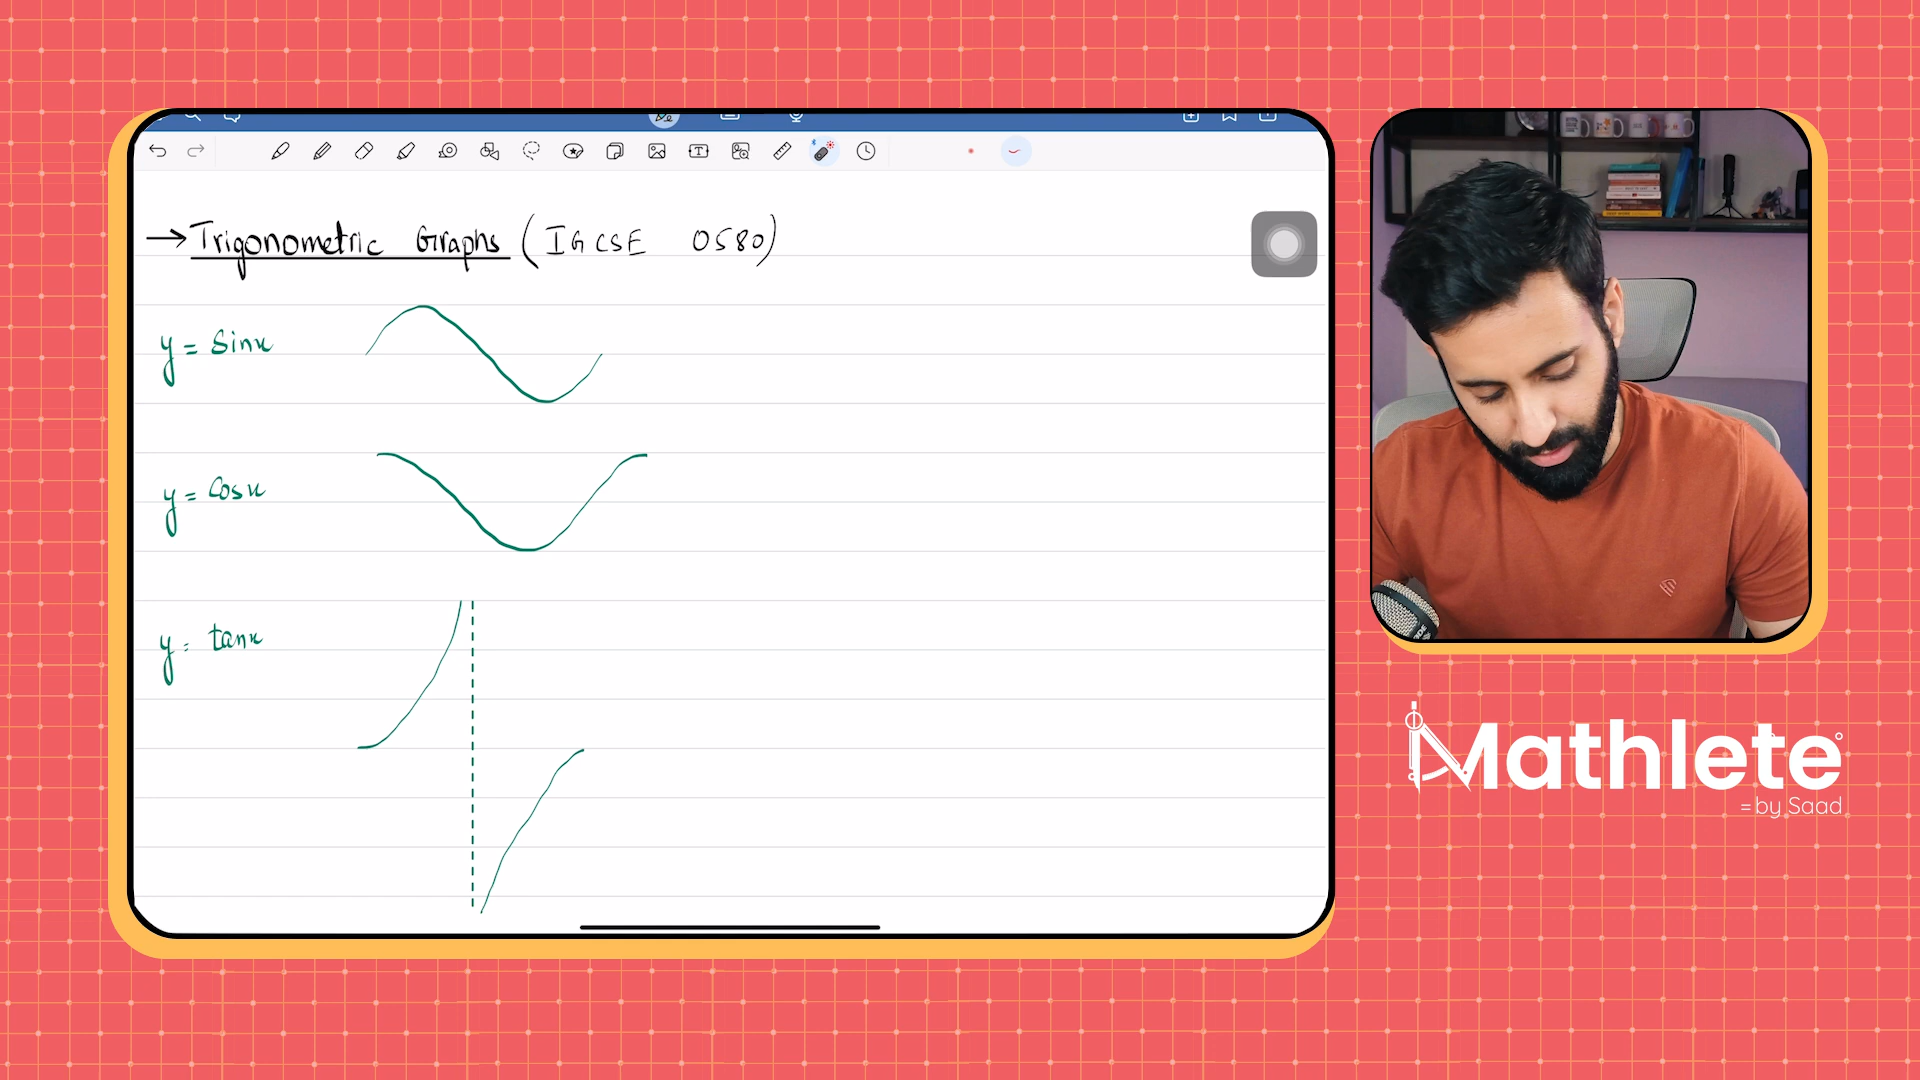 → Trigonometric Graphs (IGCSE 0580)
y = Sinx
y = Cosx
y = tanx
Mathlete
= by Saad